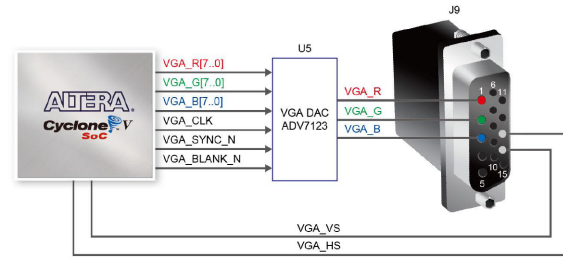 J9
U5
VGA_R[7..0]
VGA_G[7..0]
VGA_B[7..0]
VGA_CLK
VGA_SYNC_N
VGA_BLANK_N
ALTERA
Cyclone V
SoC
VGA DAC
ADV7123
VGA_R
VGA_G
VGA_B
1
6
11
5
10
15
VGA_VS
VGA_HS